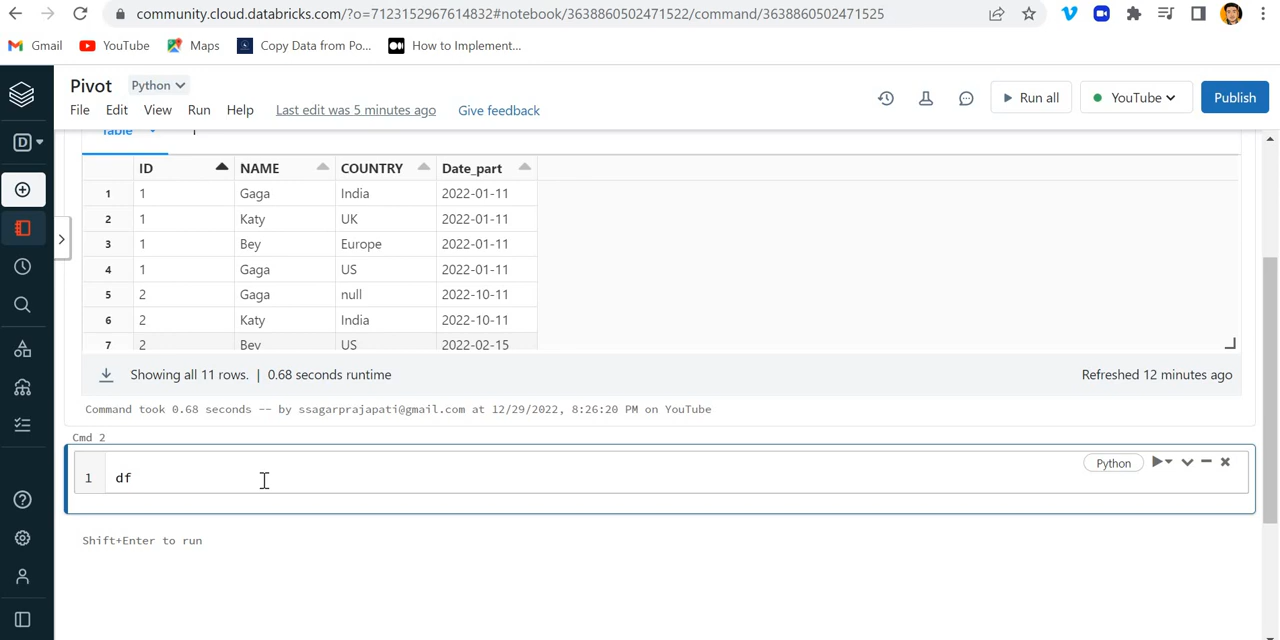 community.cloud.databricks.com/?o=7123152967614832#notebook/3638860502471522/command/3638860502471525
Gmail YouTube Maps Copy Data from Po... How to Implement...
Pivot Python
File Edit View Run Help Last edit was 5 minutes ago Give feedback
Run all YouTube Publish
D
Table
ID NAME COUNTRY Date_part
1 1 Gaga India 2022-01-11
2 1 Katy UK 2022-01-11
3 1 Bey Europe 2022-01-11
4 1 Gaga US 2022-01-11
5 2 Gaga null 2022-10-11
6 2 Katy India 2022-10-11
7 2 Bey US 2022-02-15
Showing all 11 rows. | 0.68 seconds runtime Refreshed 12 minutes ago
Command took 0.68 seconds -- by ssagarprajapati@gmail.com at 12/29/2022, 8:26:20 PM on YouTube
Cmd 2
Python
1 df
Shift+Enter to run